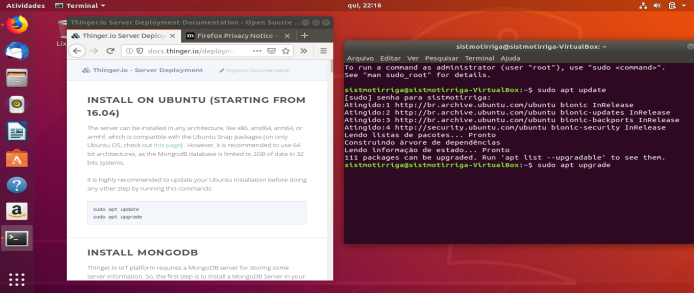 Atividades
Terminal
qui, 22:18
Thinger.io Server Deployment Documentation - Open Source ...
Thinger.io Server Deploym
Firefox Privacy Notice —
docs.thinger.io/deploym
Thinger.io - Server Deployment
Improve Documentation
INSTALL ON UBUNTU (STARTING FROM
16.04)
The server can be installed in any architecture, like x86, amd64, arm64, or
armhf, which is compatible with the Ubuntu Snap packages (on only
Ubuntu OS, check out this page). However, it is recommended to use 64
bit architectures, as the MongoDB database is limited to 2GB of data in 32
bits systems.
It is highly recommended to update your Ubuntu installation before doing
any other step by running this commands:
sudo apt update
sudo apt upgrade
INSTALL MONGODB
Thinger.io IoT platform requires a MongoDB server for storing some
server information. So, the first step is to install a MongoDB Server in your
sistmotirriga@sistmotirriga-VirtualBox: ~
Arquivo Editar Ver Pesquisar Terminal Ajuda
To run a command as administrator (user "root"), use "sudo <command>".
See "man sudo_root" for details.
sistmotirriga@sistmotirriga-VirtualBox:~$ sudo apt update
[sudo] senha para sistmotirriga:
Atingido:1 http://br.archive.ubuntu.com/ubuntu bionic InRelease
Atingido:2 http://br.archive.ubuntu.com/ubuntu bionic-updates InRelease
Atingido:3 http://br.archive.ubuntu.com/ubuntu bionic-backports InRelease
Atingido:4 http://security.ubuntu.com/ubuntu bionic-security InRelease
Lendo listas de pacotes... Pronto
Construindo árvore de dependências
Lendo informação de estado... Pronto
111 packages can be upgraded. Run 'apt list --upgradable' to see them.
sistmotirriga@sistmotirriga-VirtualBox:~$ sudo apt upgrade